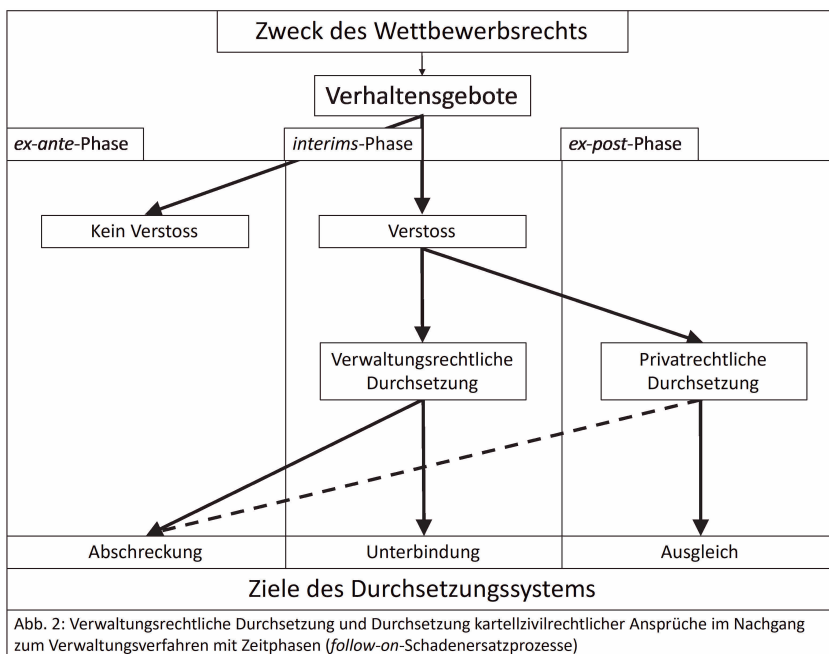 Zweck des Wettbewerbsrechts
Verhaltensgebote
ex-ante-Phase
interims-Phase
ex-post-Phase
Kein Verstoss
Verstoss
Verwaltungsrechtliche
Durchsetzung
Privatrechtliche
Durchsetzung
Abschreckung
Unterbindung
Ausgleich
Ziele des Durchsetzungssystems
Abb. 2: Verwaltungsrechtliche Durchsetzung und Durchsetzung kartellzivilrechtlicher Ansprüche im Nachgang
zum Verwaltungsverfahren mit Zeitphasen (follow-on-Schadenersatzprozesse)